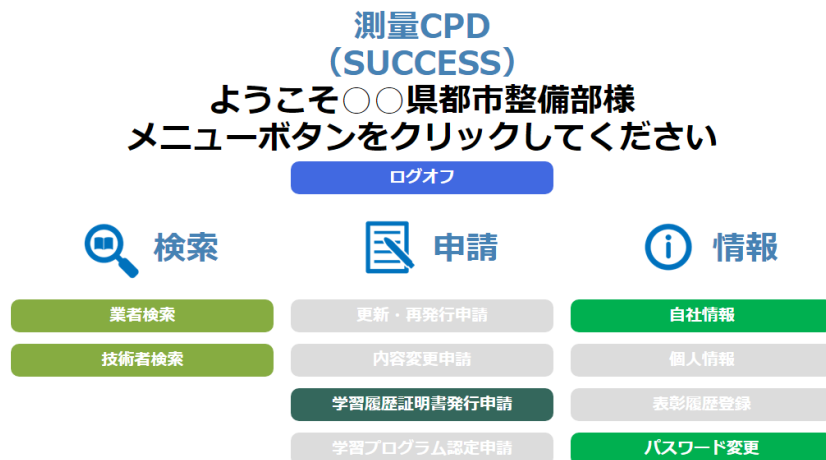 測量CPD
（SUCCESS）
ようこそ○○県都市整備部様
メニューボタンをクリックしてください
ログオフ
検索
申請
情報
業者検索
更新・再発行申請
自社情報
技術者検索
内容変更申請
個人情報
学習履歴証明書発行申請
表彰履歴登録
学習プログラム認定申請
パスワード変更